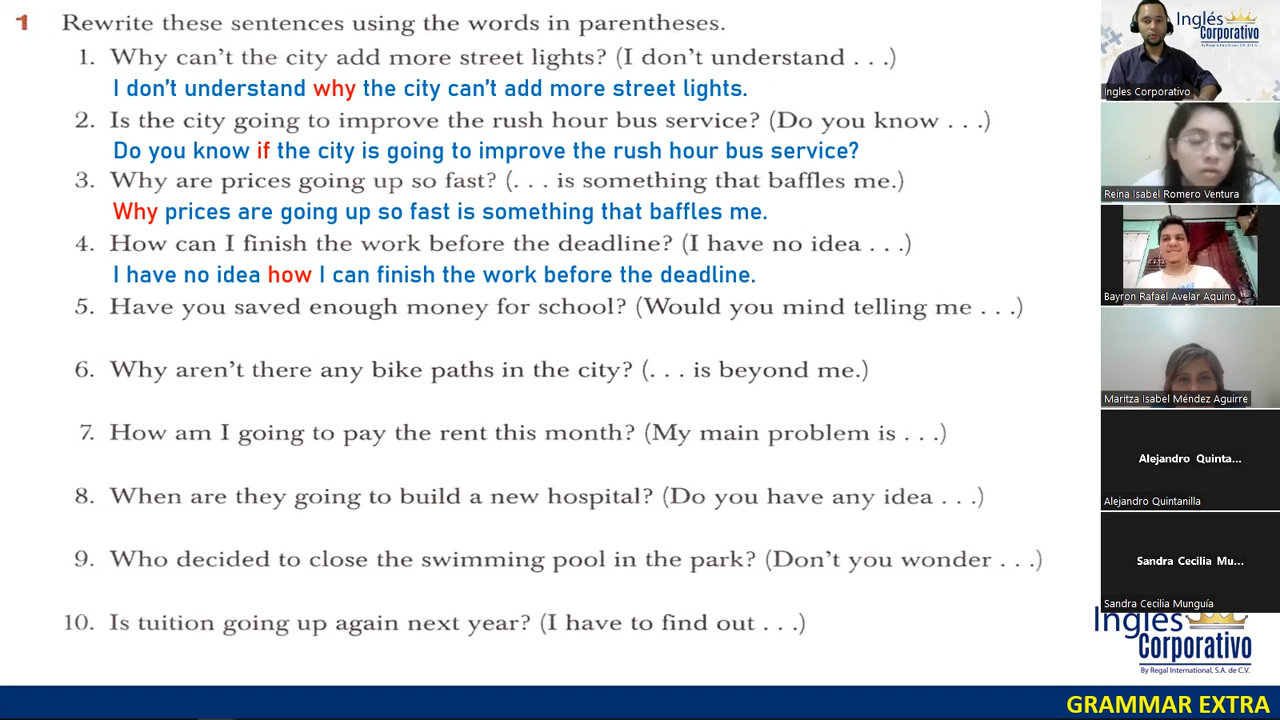 1 Rewrite these sentences using the words in parentheses.
1. Why can't the city add more street lights? (I don't understand . . .)
I don't understand why the city can't add more street lights.
2. Is the city going to improve the rush hour bus service? (Do you know . . .)
Do you know if the city is going to improve the rush hour bus service?
3. Why are prices going up so fast? (. . . is something that baffles me.)
Why prices are going up so fast is something that baffles me.
4. How can I finish the work before the deadline? (I have no idea . . .)
I have no idea how I can finish the work before the deadline.
5. Have you saved enough money for school? (Would you mind telling me . . .)
6. Why aren't there any bike paths in the city? (. . . is beyond me.)
7. How am I going to pay the rent this month? (My main problem is . . .)
8. When are they going to build a new hospital? (Do you have any idea . . .)
9. Who decided to close the swimming pool in the park? (Don't you wonder . . .)
10. Is tuition going up again next year? (I have to find out . . .)
Inglés
Corporativo
By Regal International, S.A. de C.V.
Ingles Corporativo
Reina Isabel Romero Ventura
Bayron Rafael Avelar Aquino
Maritza Isabel Méndez Aguirre
Alejandro Quinta...
Alejandro Quintanilla
Sandra Cecilia Mu...
Sandra Cecilia Munguía
Inglés
Corporativo
By Regal International, S.A. de C.V.
GRAMMAR EXTRA